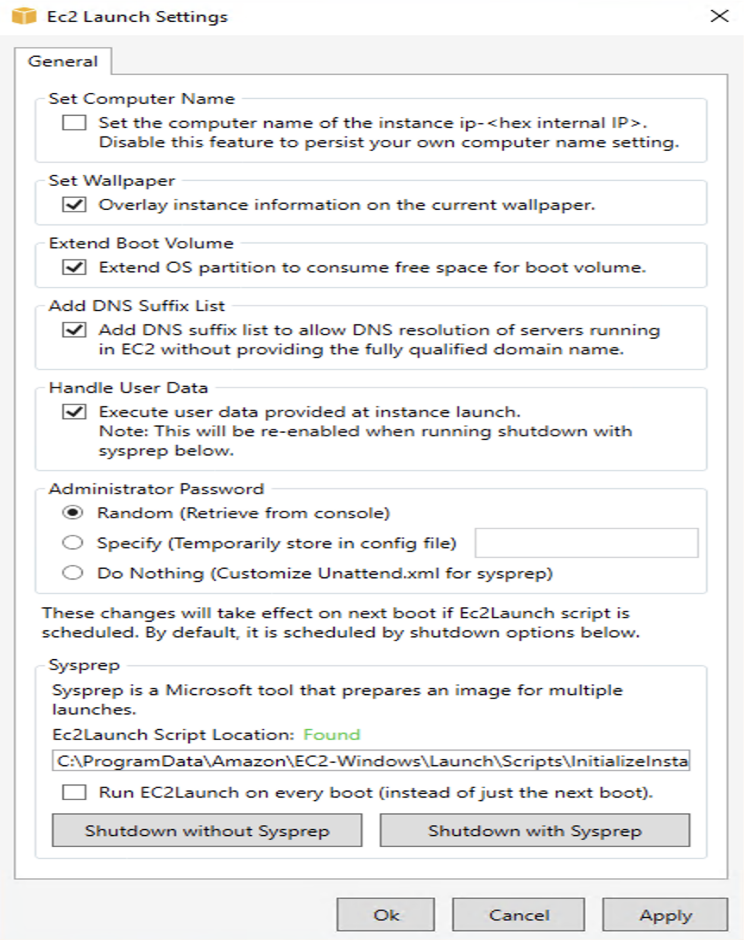 Ec2 Launch Settings
General
Set Computer Name
Set the computer name of the instance ip-<hex internal IP>.
Disable this feature to persist your own computer name setting.
Set Wallpaper
Overlay instance information on the current wallpaper.
Extend Boot Volume
Extend OS partition to consume free space for boot volume.
Add DNS Suffix List
Add DNS suffix list to allow DNS resolution of servers running
in EC2 without providing the fully qualified domain name.
Handle User Data
Execute user data provided at instance launch.
Note: This will be re-enabled when running shutdown with
sysprep below.
Administrator Password
Random (Retrieve from console)
Specify (Temporarily store in config file)
Do Nothing (Customize Unattend.xml for sysprep)
These changes will take effect on next boot if Ec2Launch script is
scheduled. By default, it is scheduled by shutdown options below.
Sysprep
Sysprep is a Microsoft tool that prepares an image for multiple
launches.
Ec2Launch Script Location: Found
C:\ProgramData\Amazon\EC2-Windows\Launch\Scripts\InitializeInsta
Run EC2Launch on every boot (instead of just the next boot).
Shutdown without Sysprep
Shutdown with Sysprep
Ok
Cancel
Apply